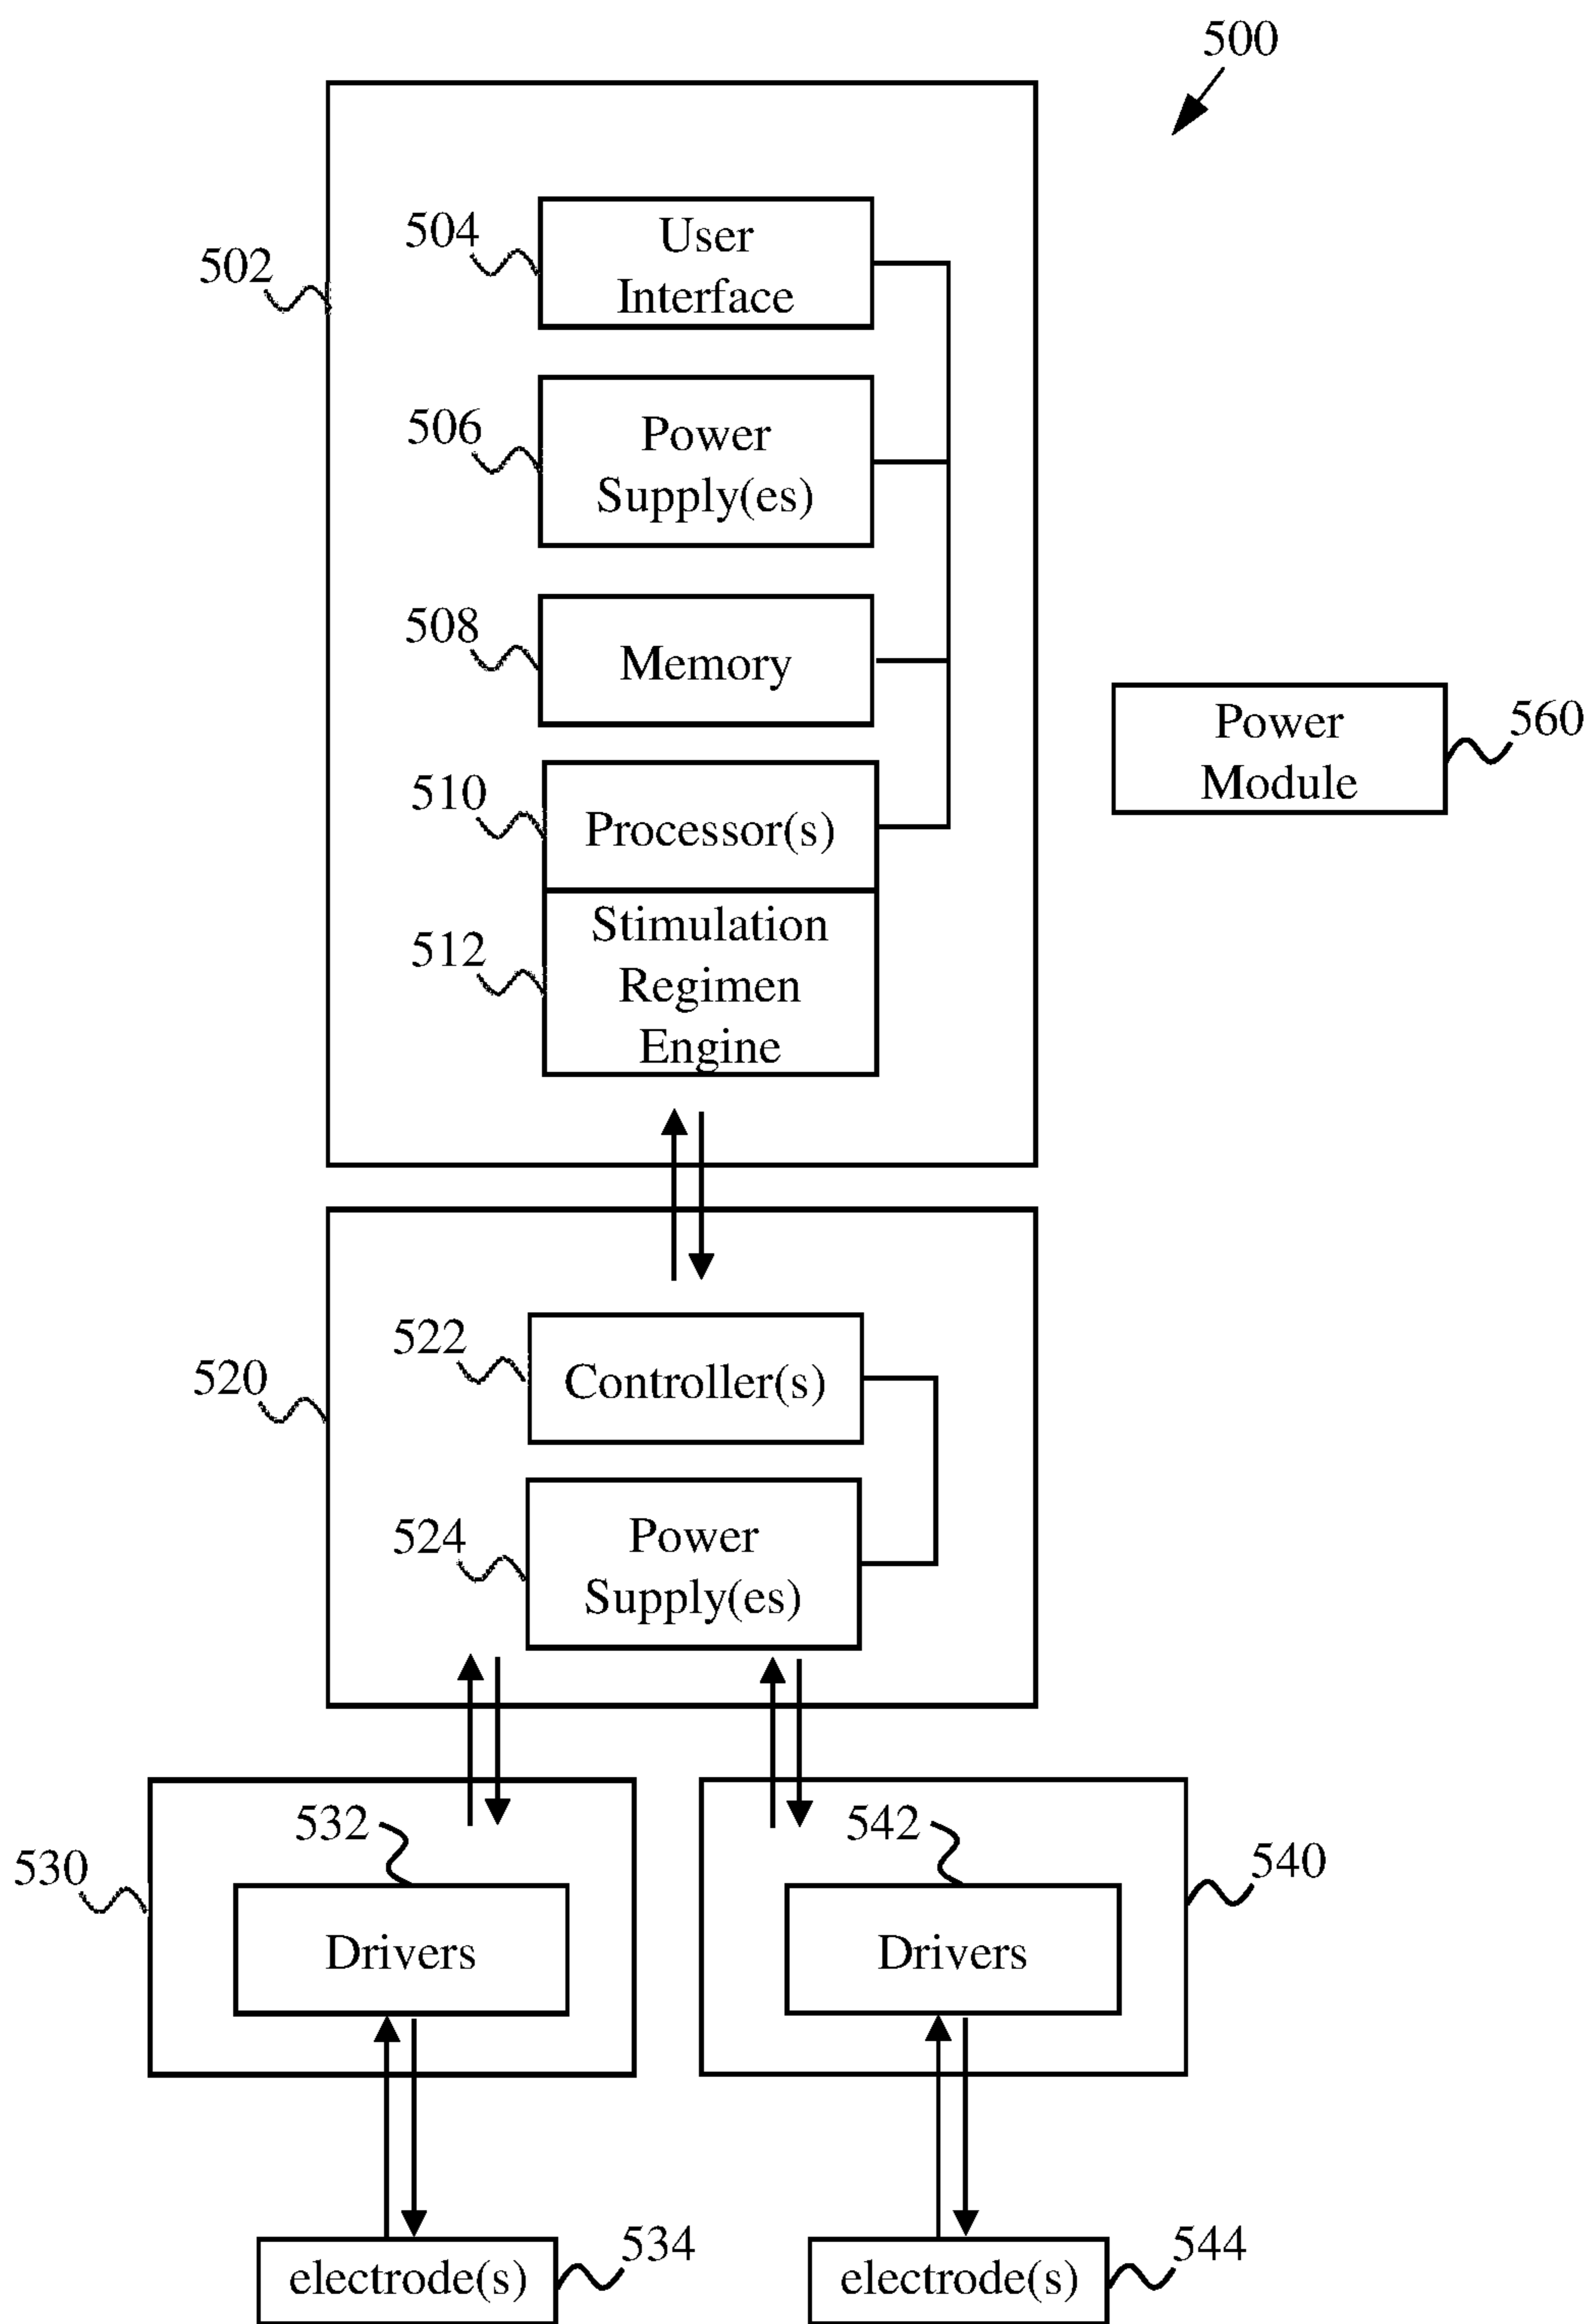 500
502
504
User
Interface
506
Power
Supply(es)
508
Memory
560
Power
Module
510
Processor(s)
512
Stimulation
Regimen
Engine
520
522
Controller(s)
524
Power
Supply(es)
530
532
Drivers
542
540
Drivers
534
electrode(s)
544
electrode(s)